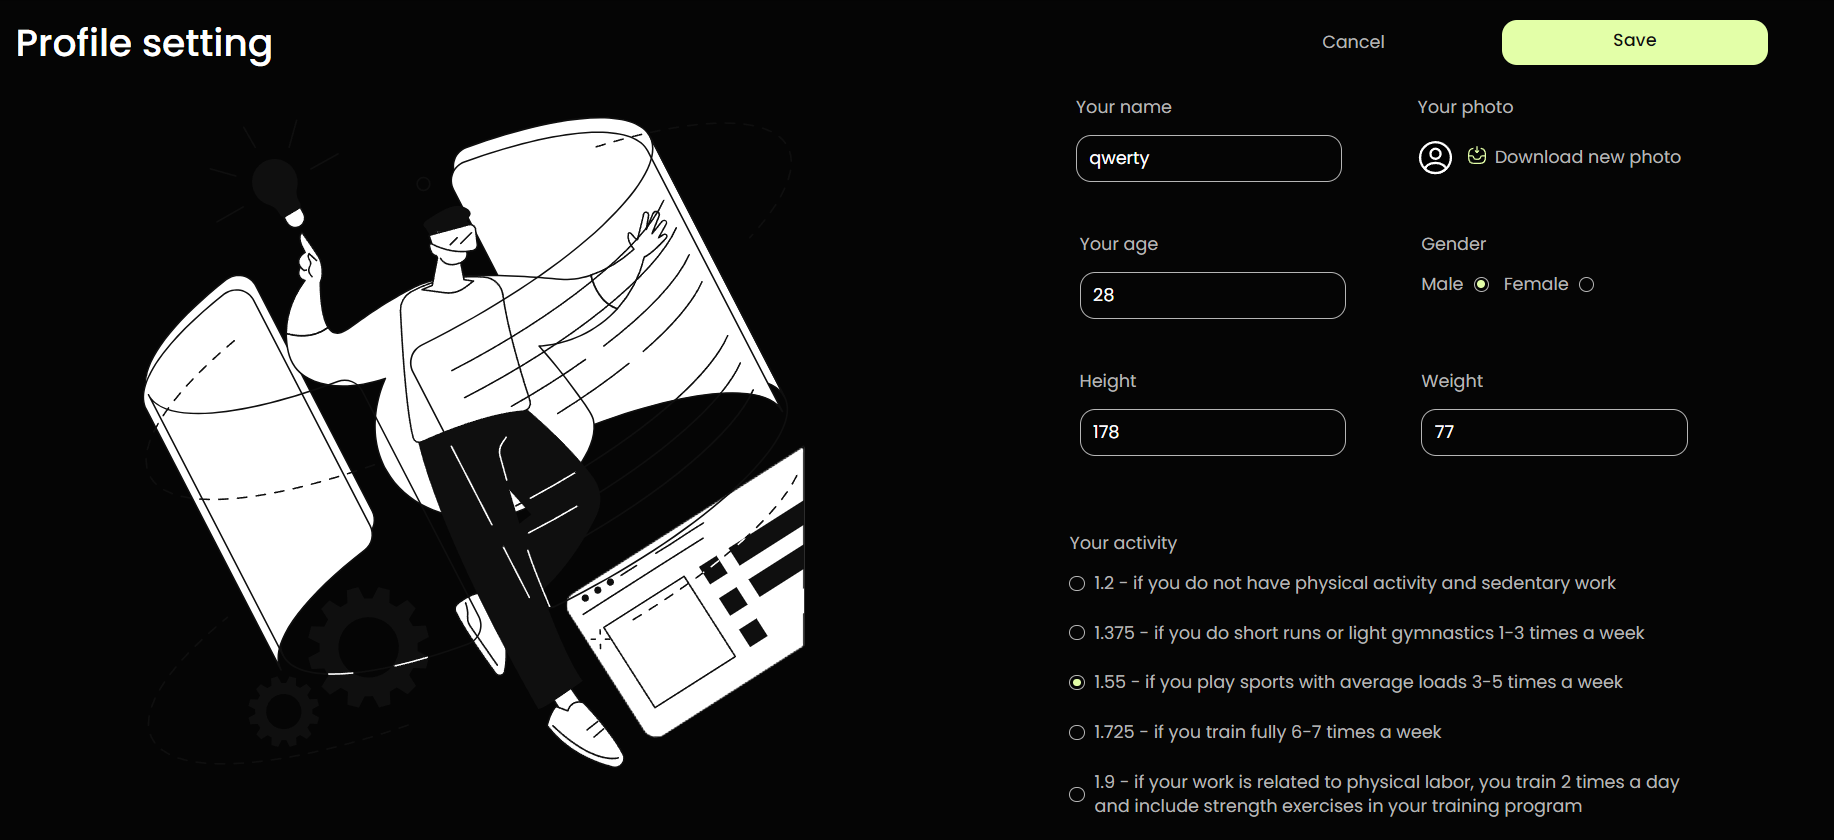 Profile setting
Cancel
Save
Your name
Your photo
qwerty
Download new photo
Your age
Gender
28
Male
Female
Height
Weight
178
77
Your activity
1.2 - if you do not have physical activity and sedentary work
1.375 - if you do short runs or light gymnastics 1-3 times a week
1.55 - if you play sports with average loads 3-5 times a week
1.725 - if you train fully 6-7 times a week
1.9 - if your work is related to physical labor, you train 2 times a day
and include strength exercises in your training program